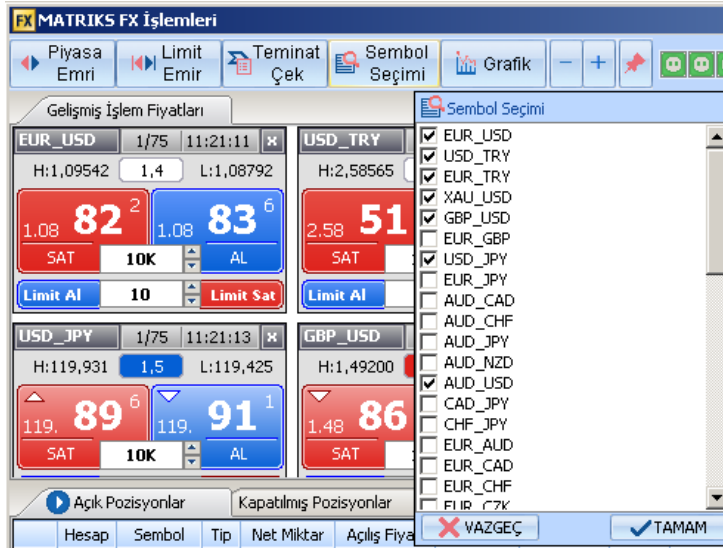 FX MATRIKS FX İşlemleri
Piyasa Emri
Limit Emir
Teminat Çek
Sembol Seçimi
Grafik
Gelişmiş İşlem Fiyatları
EUR_USD 1/75 11:21:11 x
H:1,09542 1,4 L:1,08792
1.08 82 2 1.08 83 6
SAT 10K AL
Limit Al 10 Limit Sat
USD_TRY
H:2,58565
2.58 51
SAT
Limit Al
USD_JPY 1/75 11:21:13 x
H:119,931 1,5 L:119,425
119. 89 6 119. 91 1
SAT 10K AL
GBP_USD
H:1,49200
1.48 86
SAT
Sembol Seçimi
EUR_USD
USD_TRY
EUR_TRY
XAU_USD
GBP_USD
EUR_GBP
USD_JPY
EUR_JPY
AUD_CAD
AUD_CHF
AUD_JPY
AUD_NZD
AUD_USD
CAD_JPY
CHF_JPY
EUR_AUD
EUR_CAD
EUR_CHF
EUR_CZK
VAZGEÇ TAMAM
Açık Pozisyonlar Kapatılmış Pozisyonlar
Hesap Sembol Tip Net Miktar Açılış Fiya